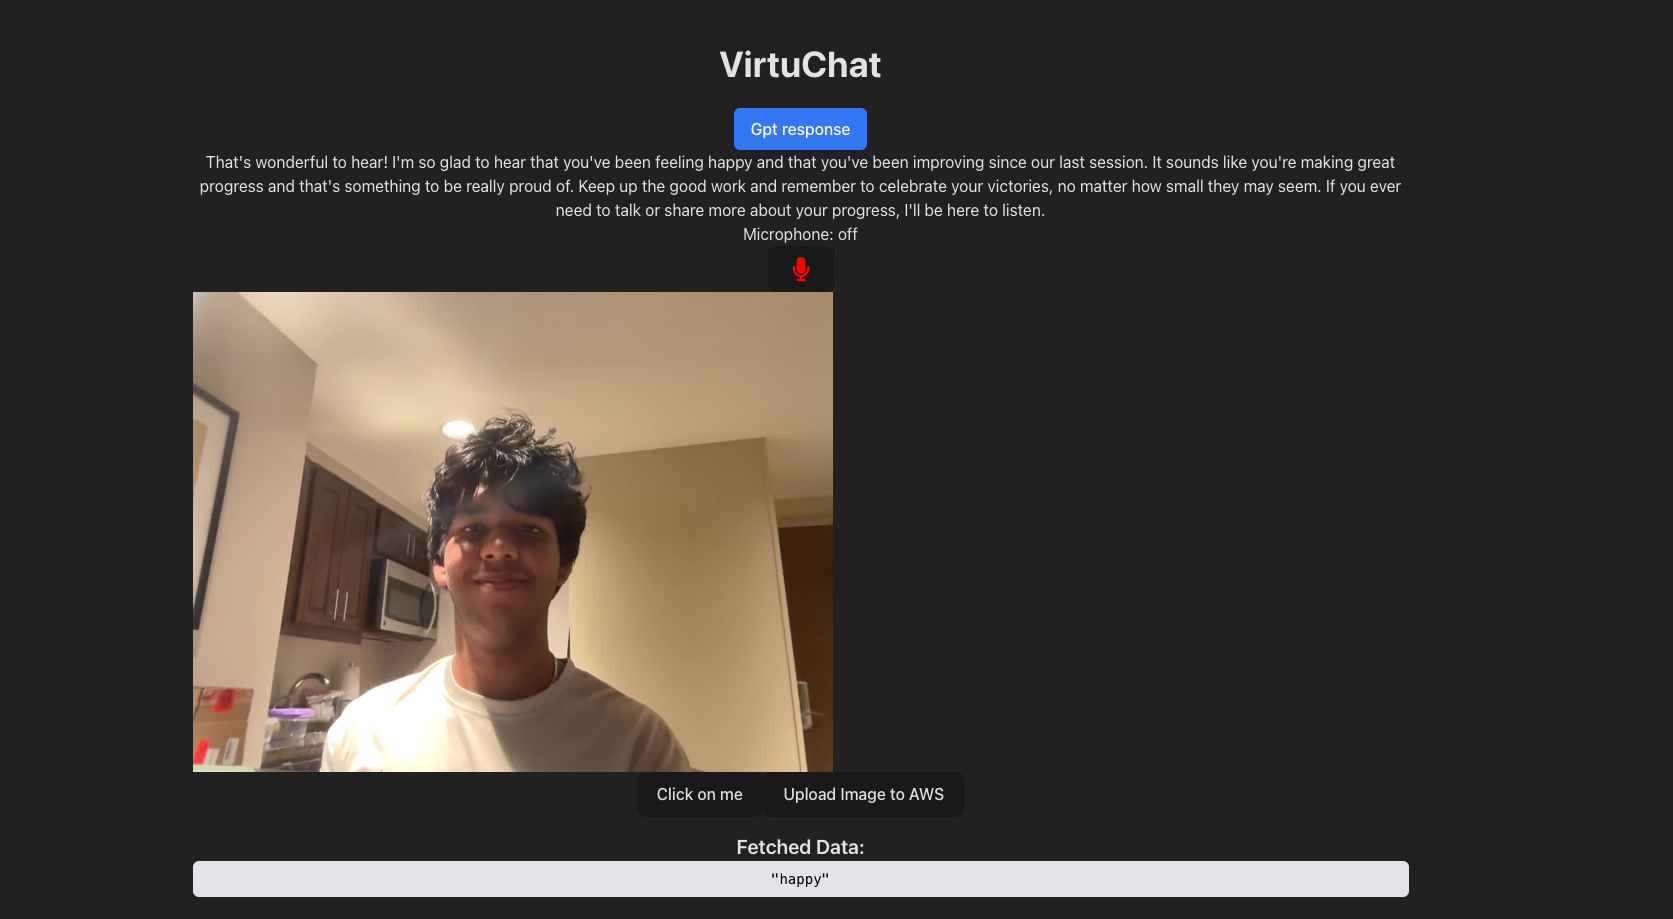 VirtuChat
Gpt response
That's wonderful to hear! I'm so glad to hear that you've been feeling happy and that you've been improving since our last session. It sounds like you're making great
progress and that's something to be really proud of. Keep up the good work and remember to celebrate your victories, no matter how small they may seem. If you ever
need to talk or share more about your progress, I'll be here to listen.
Microphone: off
Click on me
Upload Image to AWS
Fetched Data:
"happy"